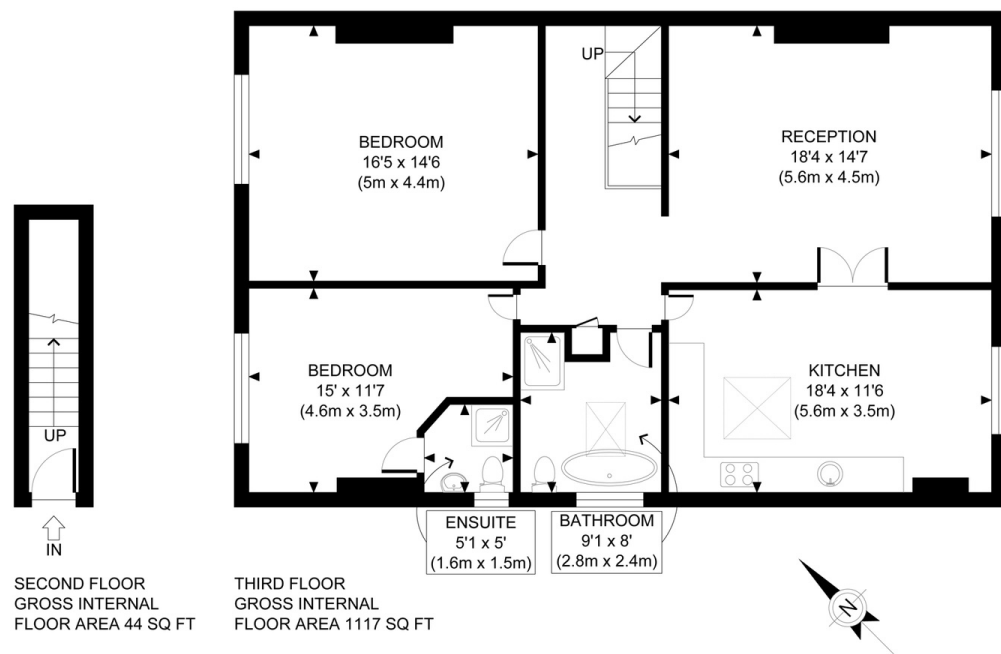 UP
BEDROOM
16'5 x 14'6
(5m x 4.4m)
RECEPTION
18'4 x 14'7
(5.6m x 4.5m)
BEDROOM
15' x 11'7
(4.6m x 3.5m)
KITCHEN
18'4 x 11'6
(5.6m x 3.5m)
UP
IN
ENSUITE
5'1 x 5'
(1.6m x 1.5m)
BATHROOM
9'1 x 8'
(2.8m x 2.4m)
SECOND FLOOR
GROSS INTERNAL
FLOOR AREA 44 SQ FT
THIRD FLOOR
GROSS INTERNAL
FLOOR AREA 1117 SQ FT
N